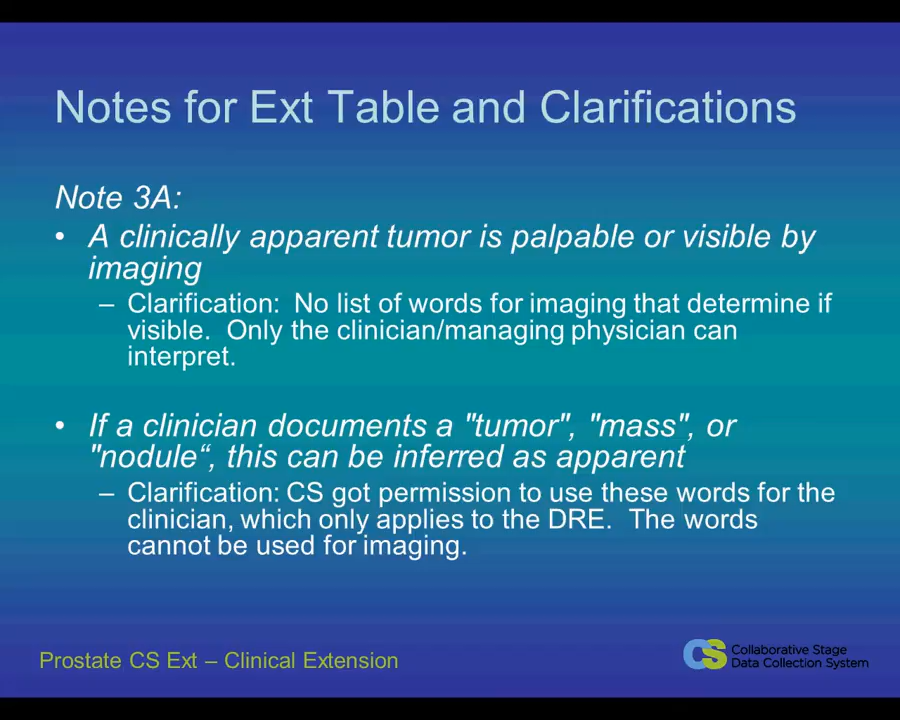 Notes for Ext Table and Clarifications
Note 3A:
• A clinically apparent tumor is palpable or visible by
imaging
– Clarification:  No list of words for imaging that determine if
visible.  Only the clinician/managing physician can
interpret.
• If a clinician documents a "tumor", "mass", or
"nodule“, this can be inferred as apparent
– Clarification: CS got permission to use these words for the
clinician, which only applies to the DRE.  The words
cannot be used for imaging.
Prostate CS Ext – Clinical Extension
CS Collaborative Stage
Data Collection System